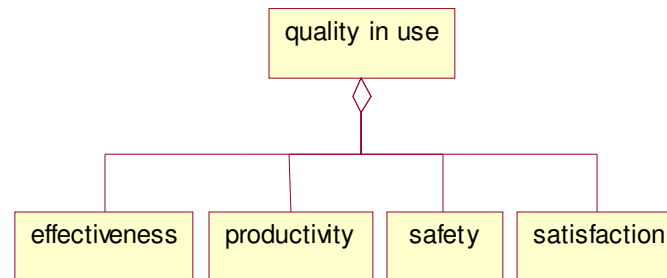 quality in use
effectiveness
productivity
safety
satisfaction